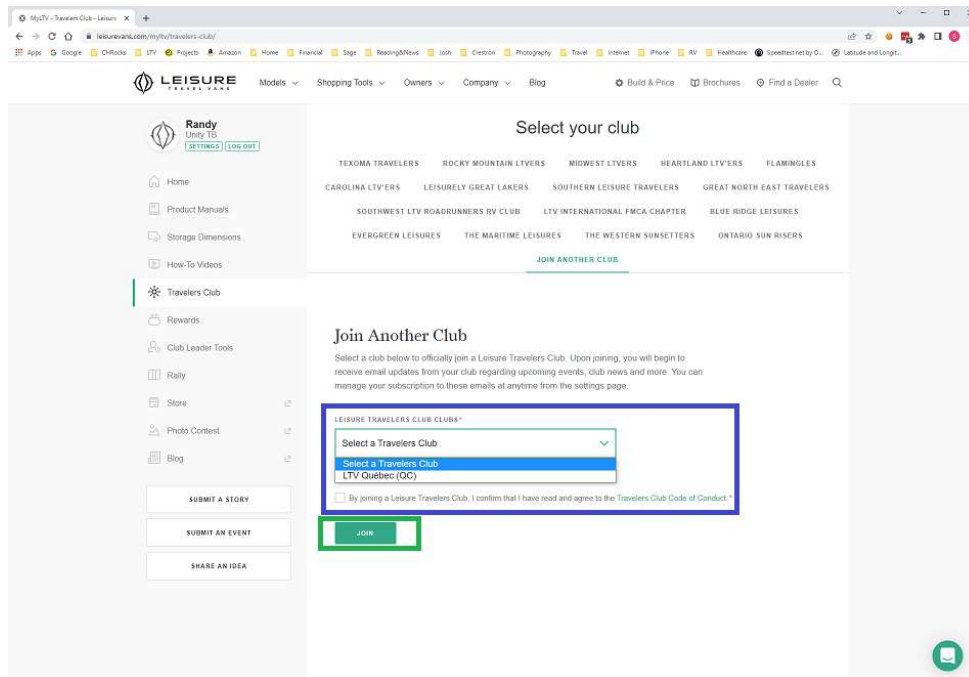 MyLTV - Travelers Club - Leisure
leisurevans.com/myltv/travelers-club/
Apps Google CHRocks LTV Projects Amazon Home Financial Sage Reading&News Josh Crestron Photography Travel Internet iPhone RV Healthcare Speedtest.net by O... Latitude and Longit...
LEISURE
TRAVEL VANS
Models Shopping Tools Owners Company Blog Build & Price Brochures Find a Dealer
Randy
Unity TB
SETTINGS LOG OUT
Home
Product Manuals
Storage Dimensions
How-To Videos
Travelers Club
Rewards
Club Leader Tools
Rally
Store
Photo Contest
Blog
SUBMIT A STORY
SUBMIT AN EVENT
SHARE AN IDEA
Select your club
TEXOMA TRAVELERS ROCKY MOUNTAIN LTVERS MIDWEST LTVERS HEARTLAND LTV'ERS FLAMINGLES
CAROLINA LTV'ERS LEISURELY GREAT LAKERS SOUTHERN LEISURE TRAVELERS GREAT NORTH EAST TRAVELERS
SOUTHWEST LTV ROADRUNNERS RV CLUB LTV INTERNATIONAL FMCA CHAPTER BLUE RIDGE LEISURES
EVERGREEN LEISURES THE MARITIME LEISURES THE WESTERN SUNSETTERS ONTARIO SUN RISERS
JOIN ANOTHER CLUB
Join Another Club
Select a club below to officially join a Leisure Travelers Club. Upon joining, you will begin to
receive email updates from your club regarding upcoming events, club news and more. You can
manage your subscription to these emails at anytime from the settings page.
LEISURE TRAVELERS CLUB CLUBS*
Select a Travelers Club
Select a Travelers Club
LTV Québec (QC)
By joining a Leisure Travelers Club, I confirm that I have read and agree to the Travelers Club Code of Conduct *
JOIN